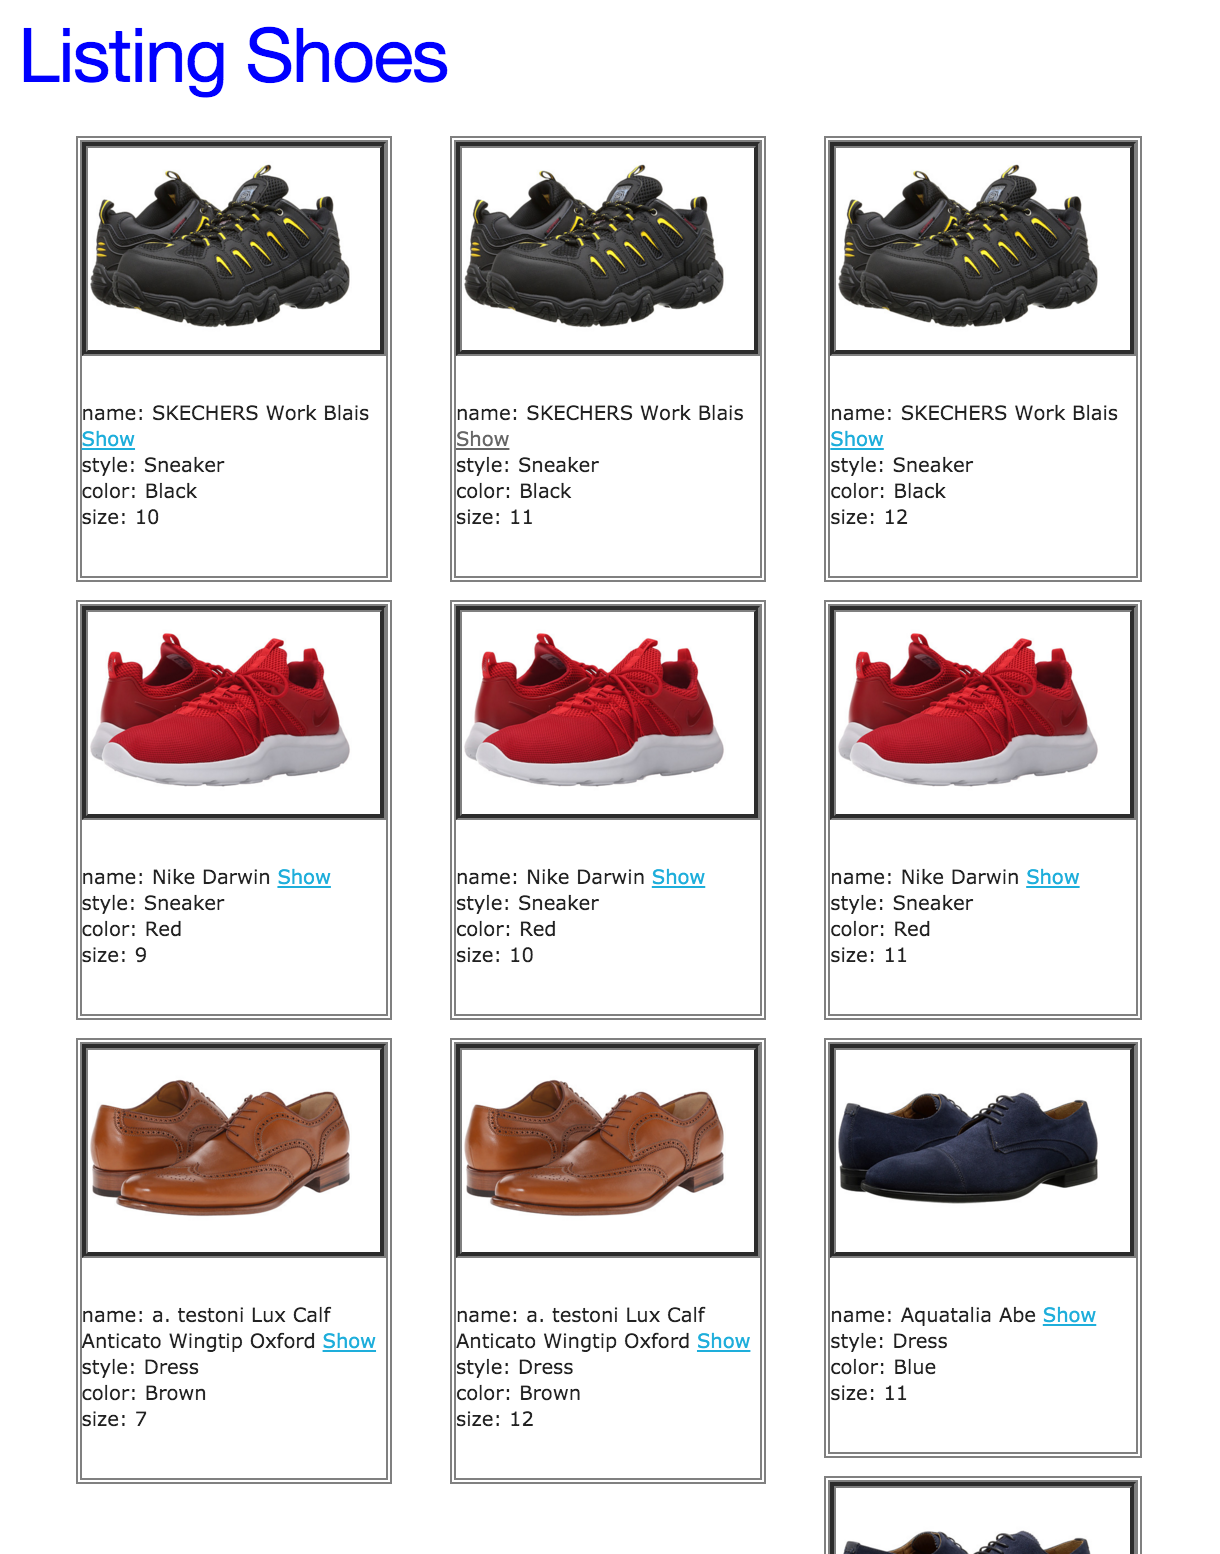 Listing Shoes
name: SKECHERS Work Blais
Show
style: Sneaker
color: Black
size: 10
name: SKECHERS Work Blais
Show
style: Sneaker
color: Black
size: 11
name: SKECHERS Work Blais
Show
style: Sneaker
color: Black
size: 12
name: Nike Darwin Show
style: Sneaker
color: Red
size: 9
name: Nike Darwin Show
style: Sneaker
color: Red
size: 10
name: Nike Darwin Show
style: Sneaker
color: Red
size: 11
name: a. testoni Lux Calf
Anticato Wingtip Oxford Show
style: Dress
color: Brown
size: 7
name: a. testoni Lux Calf
Anticato Wingtip Oxford Show
style: Dress
color: Brown
size: 12
name: Aquatalia Abe Show
style: Dress
color: Blue
size: 11